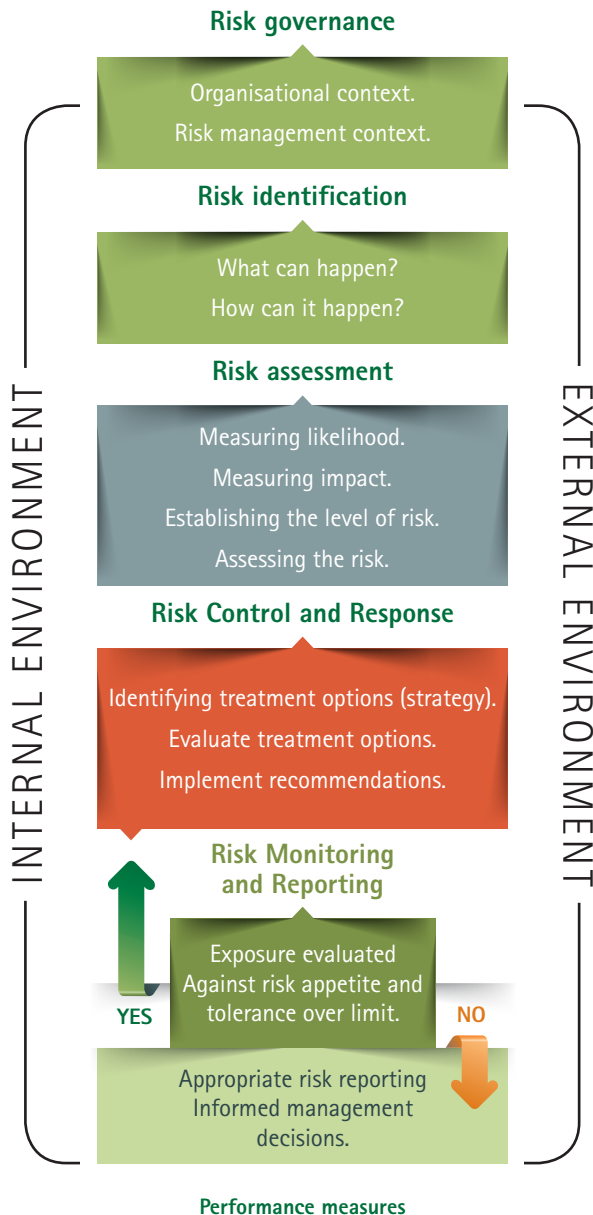 Risk governance
Organisational context.
Risk management context.
Risk identification
What can happen?
How can it happen?
Risk assessment
Measuring likelihood.
Measuring impact.
Establishing the level of risk.
Assessing the risk.
Risk Control and Response
Identifying treatment options (strategy).
Evaluate treatment options.
Implement recommendations.
Risk Monitoring
and Reporting
Exposure evaluated
Against risk appetite and
tolerance over limit.
YES
NO
Appropriate risk reporting
Informed management
decisions.
Performance measures
INTERNAL ENVIRONMENT
EXTERNAL ENVIRONMENT